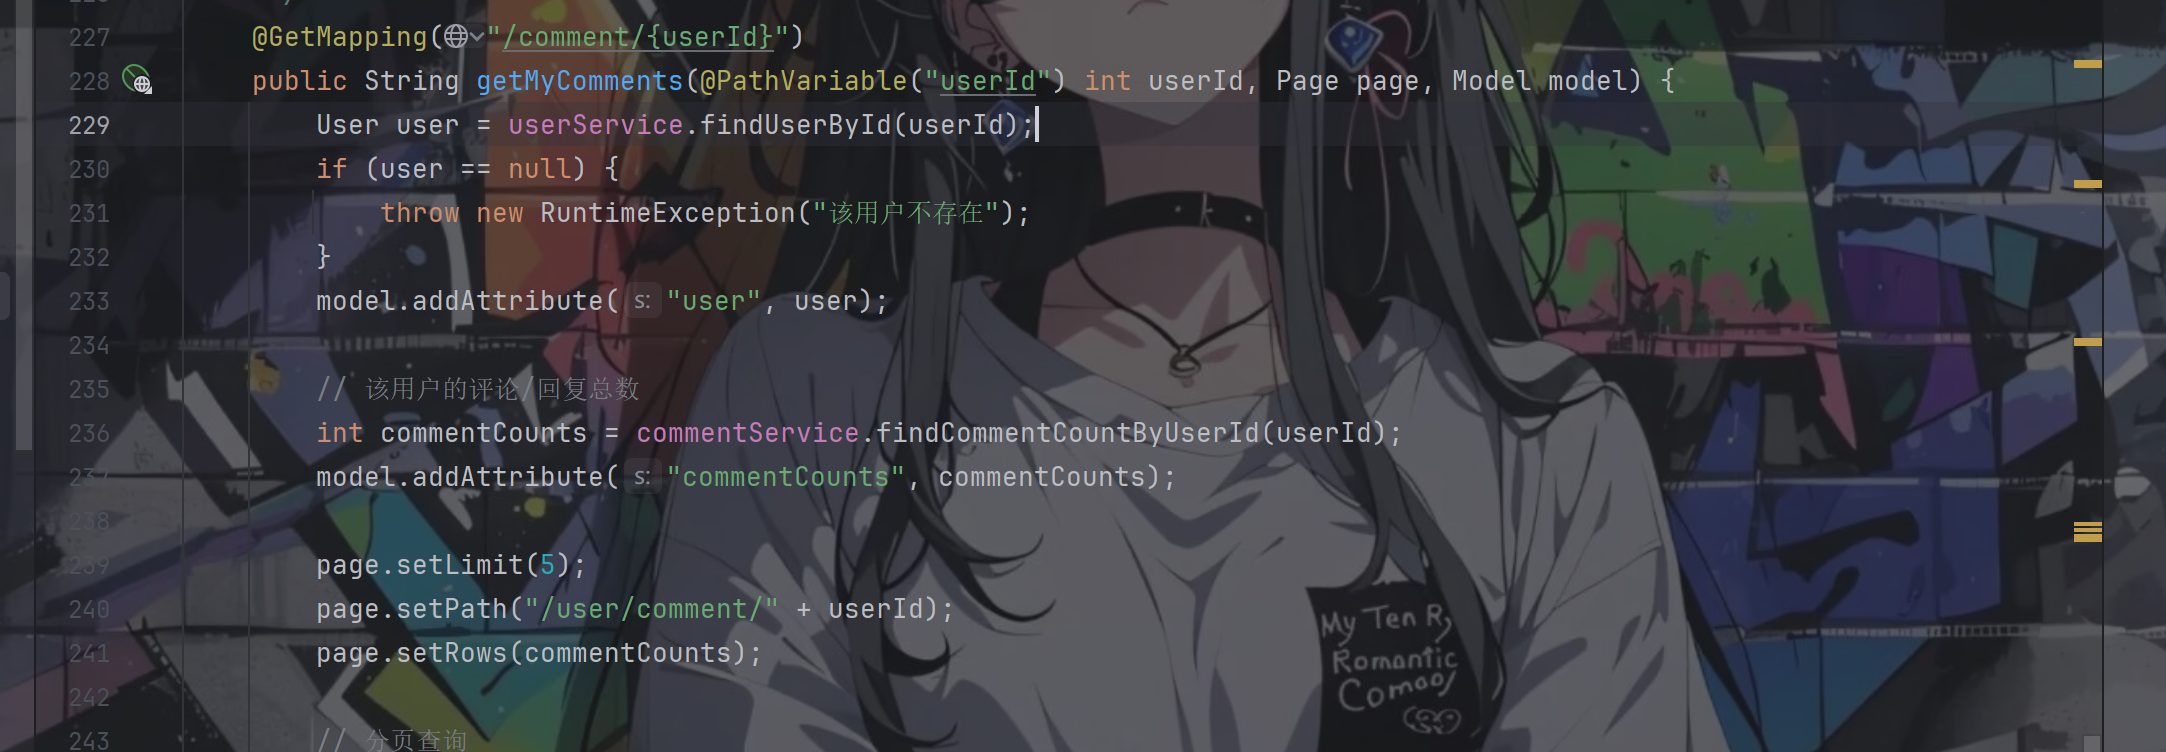 227 @GetMapping("/comment/{userId}")
228 public String getMyComments(@PathVariable("userId") int userId, Page page, Model model) {
229 User user = userService.findUserById(userId);
230 if (user == null) {
231 throw new RuntimeException("该用户不存在");
232 }
233 model.addAttribute( s: "user", user);
234
235 // 该用户的评论/回复总数
236 int commentCounts = commentService.findCommentCountByUserId(userId);
237 model.addAttribute( s: "commentCounts", commentCounts);
238
239 page.setLimit(5);
240 page.setPath("/user/comment/" + userId);
241 page.setRows(commentCounts);
242
243 // 分页查询
My Ten R
Romantic